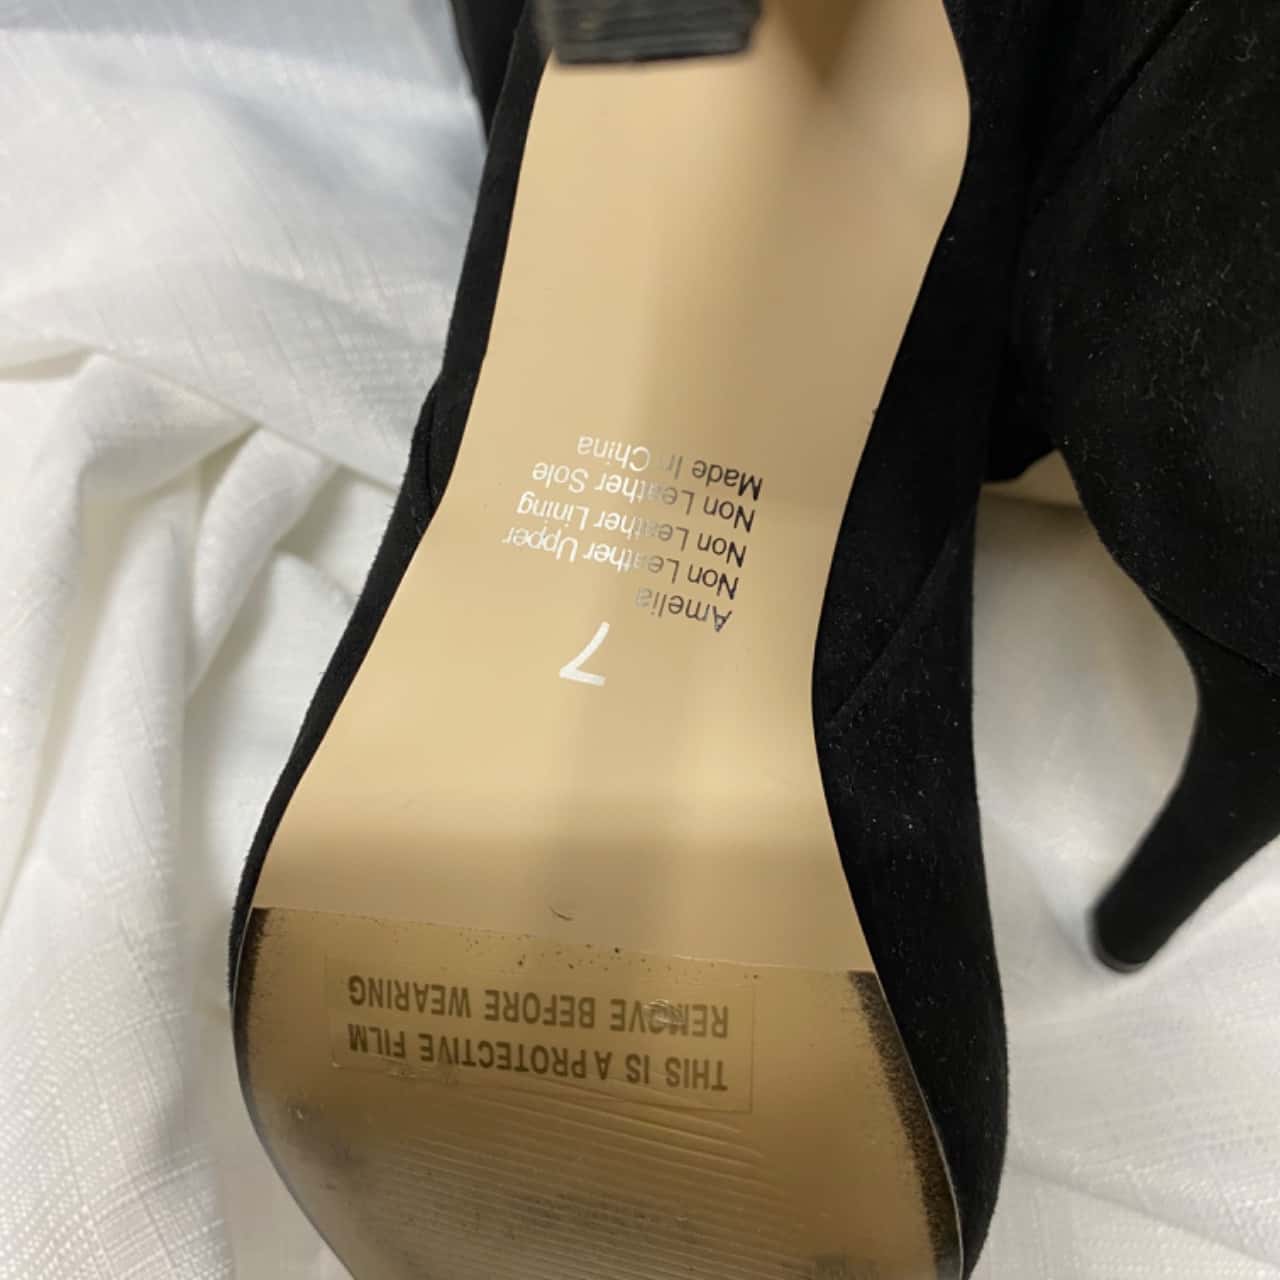 7
Amelia
Non Leather Upper
Non Leather Lining
Non Leather Sole
Made In China
THIS IS A PROTECTIVE FILM
REMOVE BEFORE WEARING